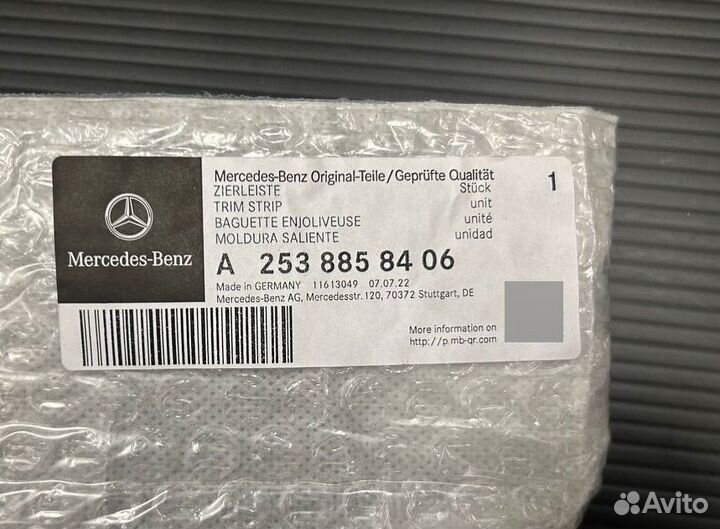 Mercedes-Benz Original-Teile/Geprüfte Qualität
ZIERLEISTE Stück 1
TRIM STRIP unit
BAGUETTE ENJOLIVEUSE unité
MOLDURA SALIENTE unidad
Mercedes-Benz
A 253 885 84 06
Made in GERMANY 11613049 07.07.22
Mercedes-Benz AG, Mercedesstr.120, 70372 Stuttgart, DE
More information on
http://p.mb-qr.com
Avito